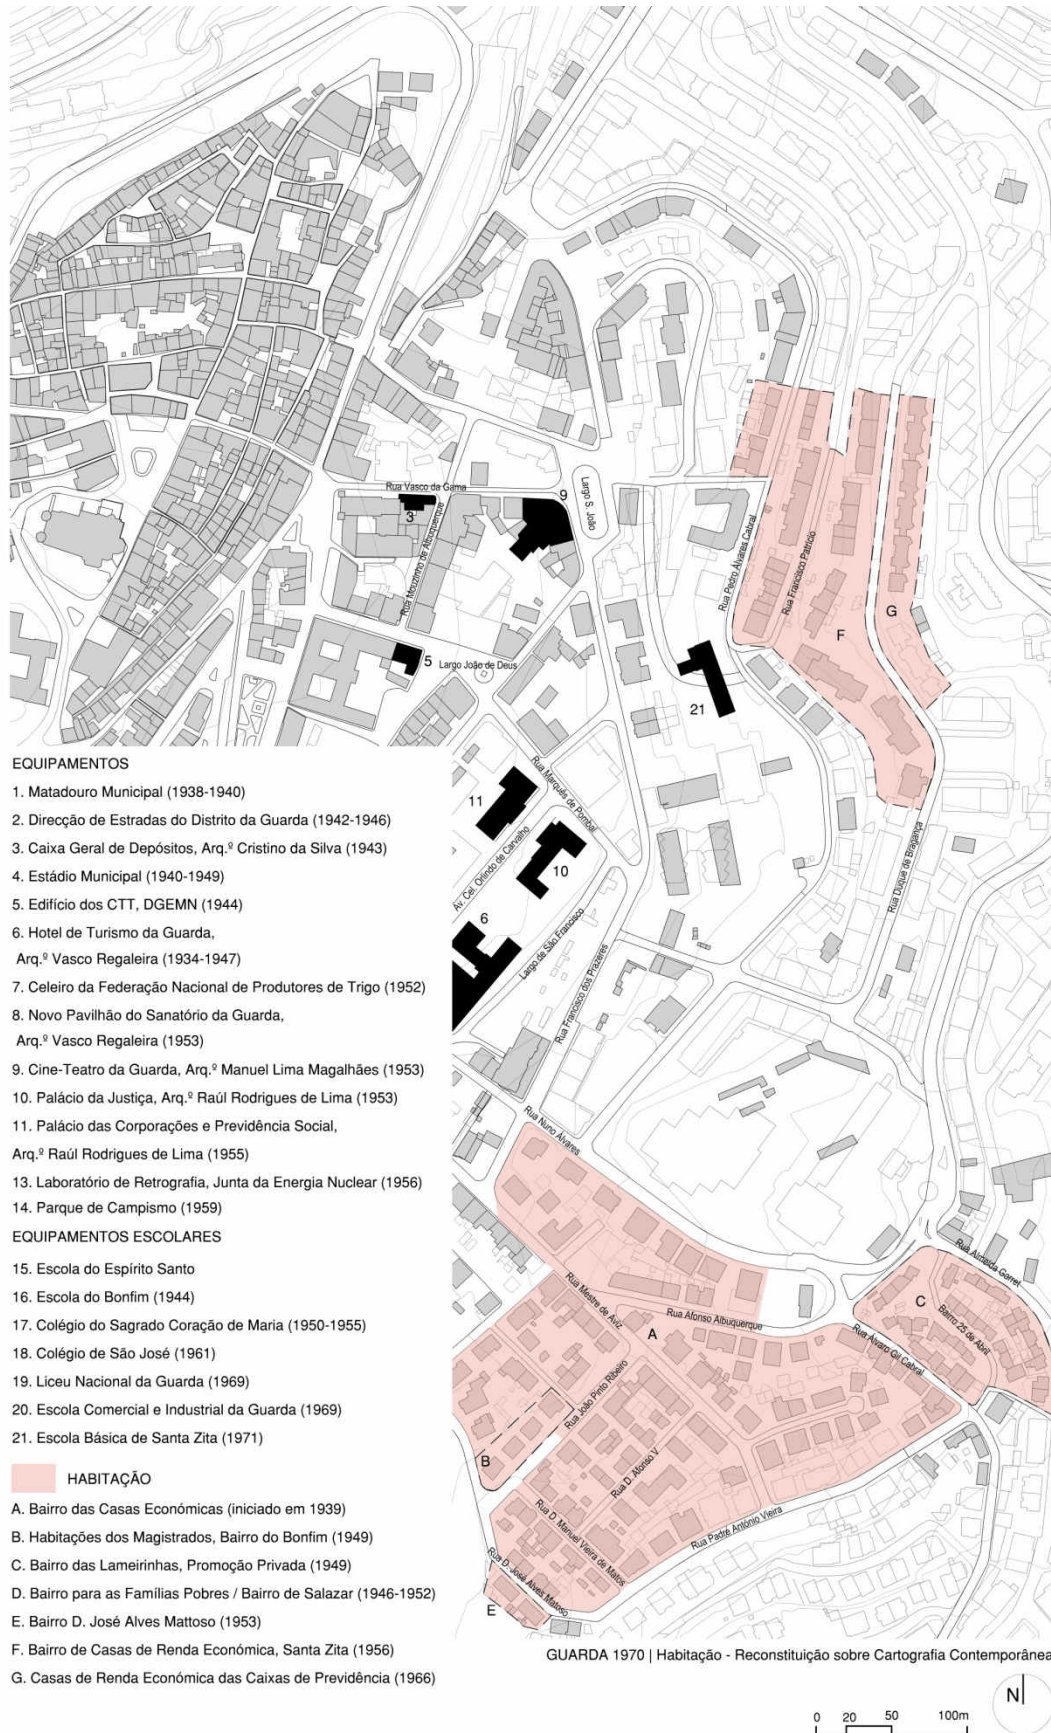 Rua Vasco da Gama
9
3
Largo S. João
Rua Mouzinho de Albuquerque
Rua Pedro Álvares Cabral
Rua Francisco Patrício
G
F
5
Largo João de Deus
21
Rua Marquês de Pombal
11
Av. Cel. Orlindo de Carvalho
10
Rua Duque de Bragança
6
Largo de São Francisco
Rua Francisco dos Prazeres
Rua Nuno Álvares
Rua Almeida Garret
C
Bairro 25 de Abril
Rua Mestre de Aviz
Rua Afonso Albuquerque
A
Rua Álvaro Gil Cabral
Rua João Pinto Ribeiro
B
Rua D. Afonso V
Rua D. Manuel Vieira de Matos
Rua Padre António Vieira
Rua D. José Alves Matoso
E
EQUIPAMENTOS
1. Matadouro Municipal (1938-1940)
2. Direcção de Estradas do Distrito da Guarda (1942-1946)
3. Caixa Geral de Depósitos, Arq.º Cristino da Silva (1943)
4. Estádio Municipal (1940-1949)
5. Edifício dos CTT, DGEMN (1944)
6. Hotel de Turismo da Guarda,
Arq.º Vasco Regaleira (1934-1947)
7. Celeiro da Federação Nacional de Produtores de Trigo (1952)
8. Novo Pavilhão do Sanatório da Guarda,
Arq.º Vasco Regaleira (1953)
9. Cine-Teatro da Guarda, Arq.º Manuel Lima Magalhães (1953)
10. Palácio da Justiça, Arq.º Raúl Rodrigues de Lima (1953)
11. Palácio das Corporações e Previdência Social,
Arq.º Raúl Rodrigues de Lima (1955)
13. Laboratório de Retrografia, Junta da Energia Nuclear (1956)
14. Parque de Campismo (1959)
EQUIPAMENTOS ESCOLARES
15. Escola do Espírito Santo
16. Escola do Bonfim (1944)
17. Colégio do Sagrado Coração de Maria (1950-1955)
18. Colégio de São José (1961)
19. Liceu Nacional da Guarda (1969)
20. Escola Comercial e Industrial da Guarda (1969)
21. Escola Básica de Santa Zita (1971)
HABITAÇÃO
A. Bairro das Casas Económicas (iniciado em 1939)
B. Habitações dos Magistrados, Bairro do Bonfim (1949)
C. Bairro das Lameirinhas, Promoção Privada (1949)
D. Bairro para as Famílias Pobres / Bairro de Salazar (1946-1952)
E. Bairro D. José Alves Mattoso (1953)
F. Bairro de Casas de Renda Económica, Santa Zita (1956)
G. Casas de Renda Económica das Caixas de Previdência (1966)
GUARDA 1970 | Habitação - Reconstituição sobre Cartografia Contemporânea
N
0 20 50 100m